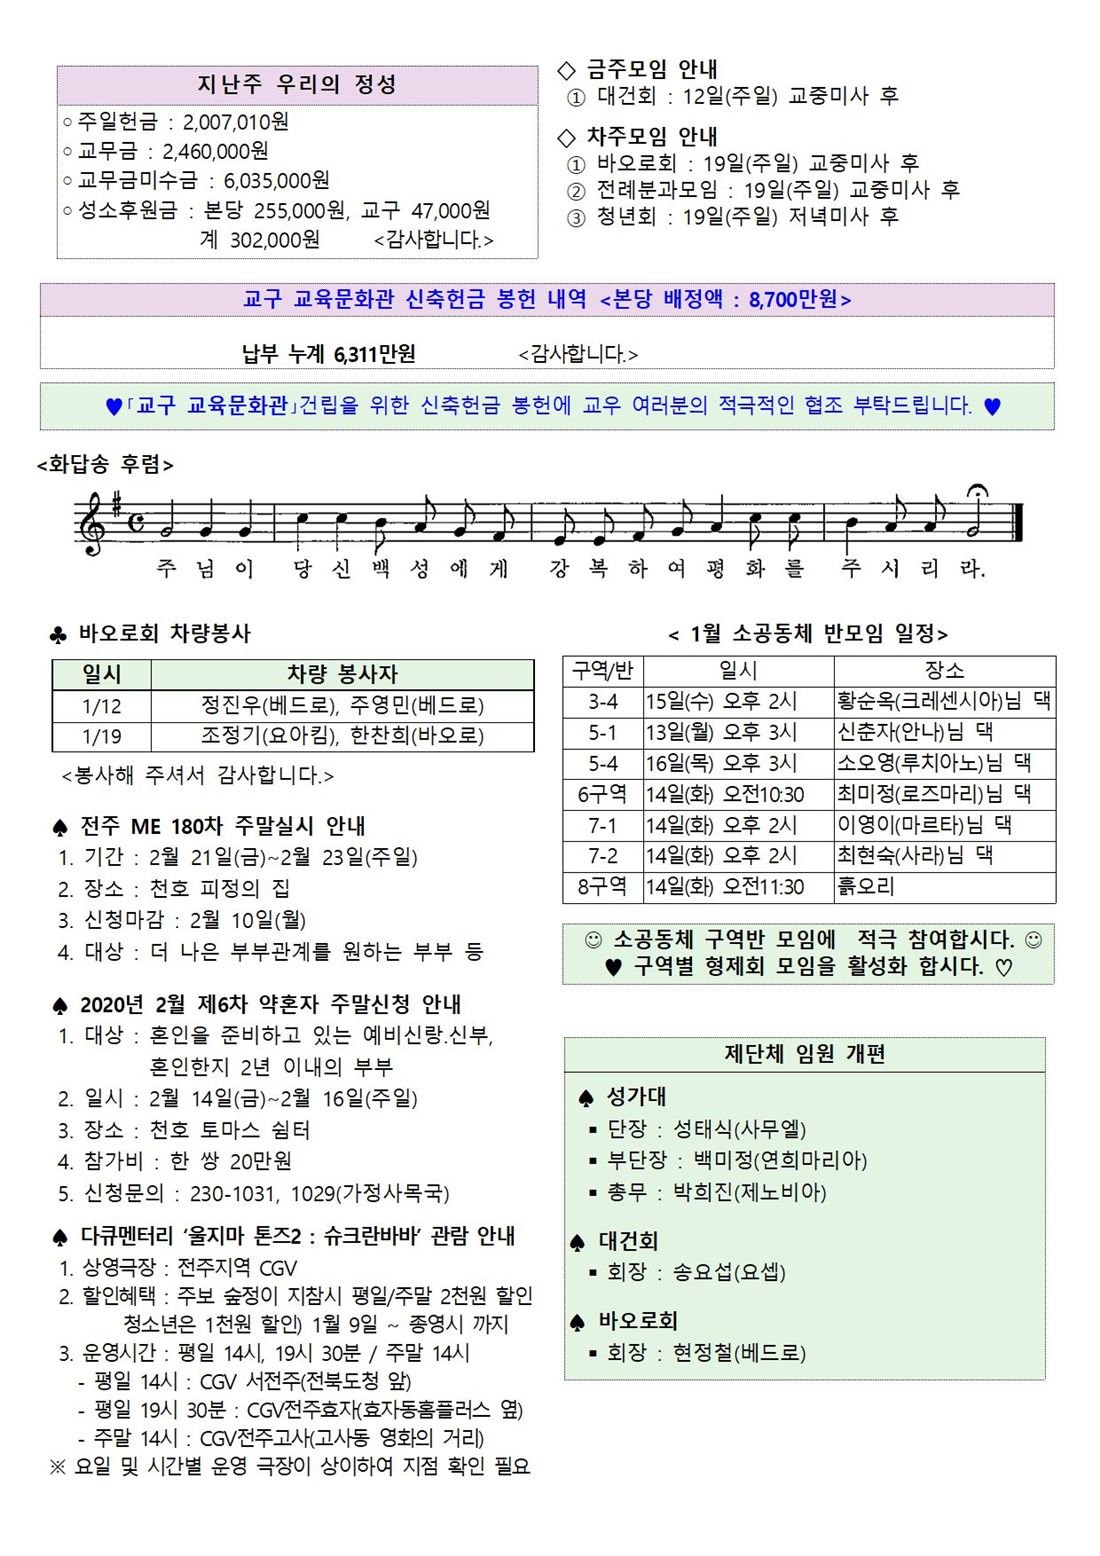 지난주 우리의 정성
○ 주일헌금 : 2,007,010원
○ 교무금 : 2,460,000원
○ 교무금미수금 : 6,035,000원
○ 성소후원금 : 본당 255,000원, 교구 47,000원
계 302,000원 <감사합니다.>
◇ 금주모임 안내
① 대건회 : 12일(주일) 교중미사 후
◇ 차주모임 안내
① 바오로회 : 19일(주일) 교중미사 후
② 전례분과모임 : 19일(주일) 교중미사 후
③ 청년회 : 19일(주일) 저녁미사 후
교구 교육문화관 신축헌금 봉헌 내역 <본당 배정액 : 8,700만원>
납부 누계 6,311만원 <감사합니다.>
♥「교구 교육문화관」건립을 위한 신축헌금 봉헌에 교우 여러분의 적극적인 협조 부탁드립니다. ♥
<화답송 후렴>
주 님 이 당 신 백 성 에 게 강 복 하 여 평 화 를 주 시 리 라.
♣ 바오로회 차량봉사
일시 차량 봉사자
1/12 정진우(베드로), 주영민(베드로)
1/19 조정기(요아킴), 한찬희(바오로)
<봉사해 주셔서 감사합니다.>
♠ 전주 ME 180차 주말실시 안내
1. 기간 : 2월 21일(금)~2월 23일(주일)
2. 장소 : 천호 피정의 집
3. 신청마감 : 2월 10일(월)
4. 대상 : 더 나은 부부관계를 원하는 부부 등
♠ 2020년 2월 제6차 약혼자 주말신청 안내
1. 대상 : 혼인을 준비하고 있는 예비신랑.신부,
혼인한지 2년 이내의 부부
2. 일시 : 2월 14일(금)~2월 16일(주일)
3. 장소 : 천호 토마스 쉼터
4. 참가비 : 한 쌍 20만원
5. 신청문의 : 230-1031, 1029(가정사목국)
♠ 다큐멘터리 ‘울지마 톤즈2 : 슈크란바바’ 관람 안내
1. 상영극장 : 전주지역 CGV
2. 할인혜택 : 주보 숲정이 지참시 평일/주말 2천원 할인
청소년은 1천원 할인) 1월 9일 ~ 종영시 까지
3. 운영시간 : 평일 14시, 19시 30분 / 주말 14시
- 평일 14시 : CGV 서전주(전북도청 앞)
- 평일 19시 30분 : CGV전주효자(효자동홈플러스 옆)
- 주말 14시 : CGV전주고사(고사동 영화의 거리)
※ 요일 및 시간별 운영 극장이 상이하여 지점 확인 필요
< 1월 소공동체 반모임 일정>
구역/반 일시 장소
3-4 15일(수) 오후 2시 황순옥(크레센시아)님 댁
5-1 13일(월) 오후 3시 신춘자(안나)님 댁
5-4 16일(목) 오후 3시 소오영(루치아노)님 댁
6구역 14일(화) 오전10:30 최미정(로즈마리)님 댁
7-1 14일(화) 오후 2시 이영이(마르타)님 댁
7-2 14일(화) 오후 2시 최현숙(사라)님 댁
8구역 14일(화) 오전11:30 흙오리
☺ 소공동체 구역반 모임에 적극 참여합시다. ☺
♥ 구역별 형제회 모임을 활성화 합시다. ♡
제단체 임원 개편
♠ 성가대
▪ 단장 : 성태식(사무엘)
▪ 부단장 : 백미정(연희마리아)
▪ 총무 : 박희진(제노비아)
♠ 대건회
▪ 회장 : 송요섭(요셉)
♠ 바오로회
▪ 회장 : 현정철(베드로)